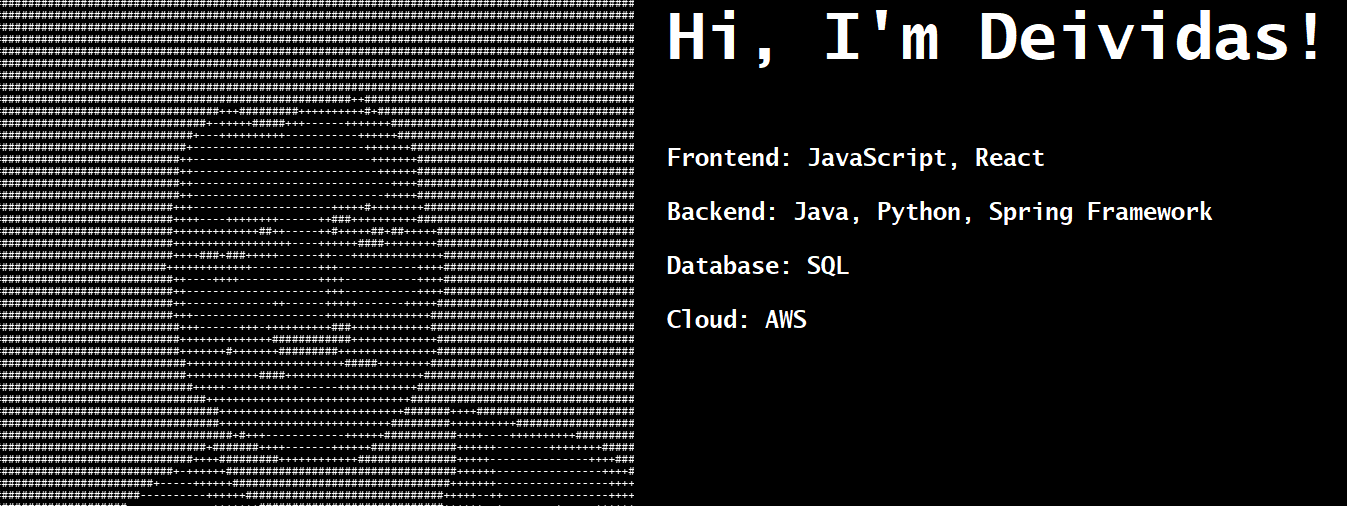 Hi, I'm Deividas!
Frontend: JavaScript, React
Backend: Java, Python, Spring Framework
Database: SQL
Cloud: AWS